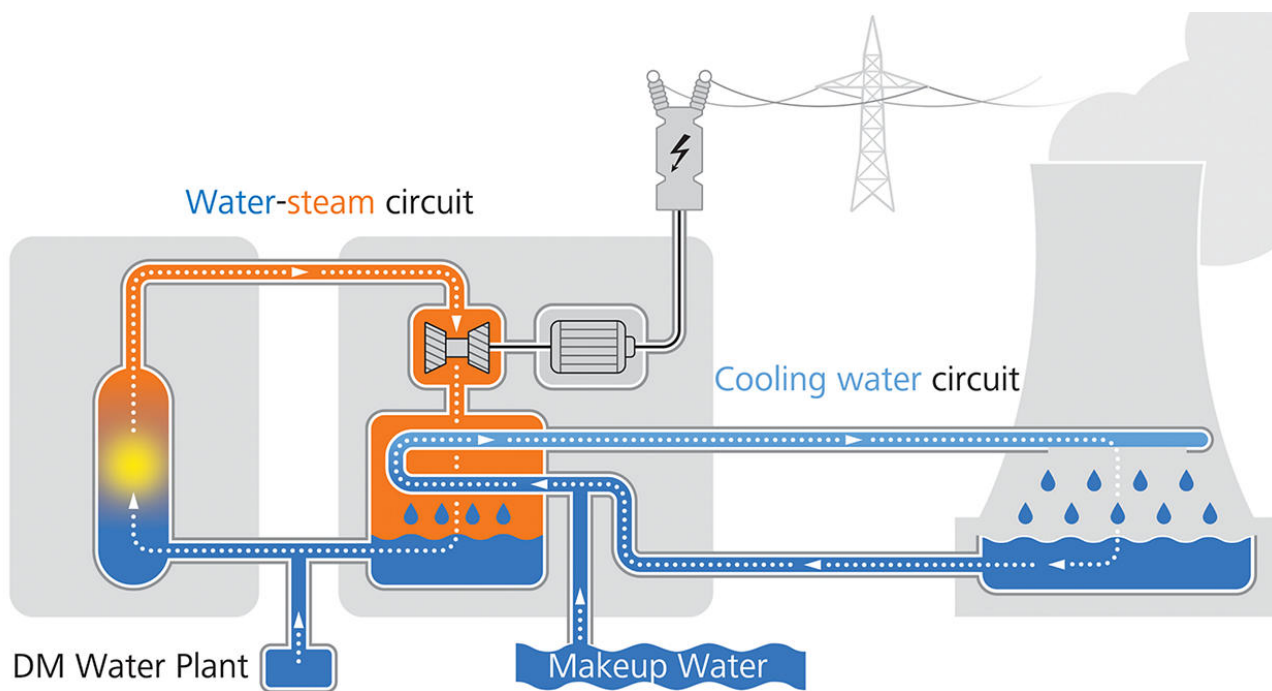 Water-steam circuit
Cooling water circuit
DM Water Plant
Makeup Water